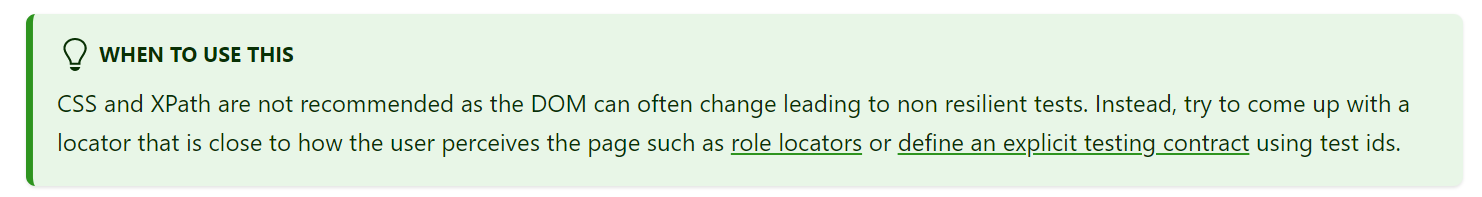 WHEN TO USE THIS
CSS and XPath are not recommended as the DOM can often change leading to non resilient tests. Instead, try to come up with a
locator that is close to how the user perceives the page such as role locators or define an explicit testing contract using test ids.